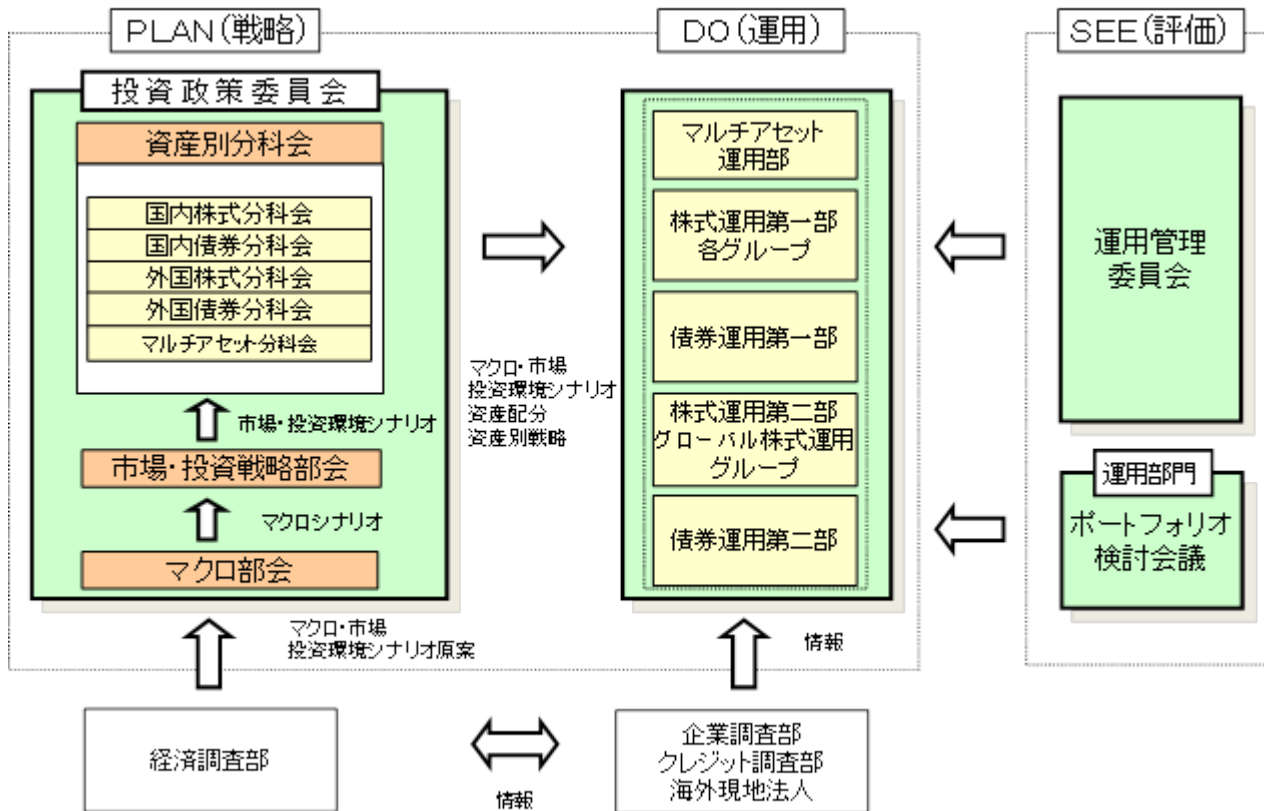 PLAN(戦略)
投資政策委員会
資産別分科会
国内株式分科会
国内債券分科会
外国株式分科会
外国債券分科会
マルチアセット分科会
市場・投資環境シナリオ
市場・投資戦略部会
マクロシナリオ
マクロ部会
マクロ・市場
投資環境シナリオ原案
経済調査部
マクロ・市場
投資環境シナリオ
資産配分
資産別戦略
DO(運用)
マルチアセット
運用部
株式運用第一部
各グループ
債券運用第一部
株式運用第二部
グローバル株式運用
グループ
債券運用第二部
情報
企業調査部
クレジット調査部
海外現地法人
情報
SEE(評価)
運用管理
委員会
運用部門
ポートフォリオ
検討会議